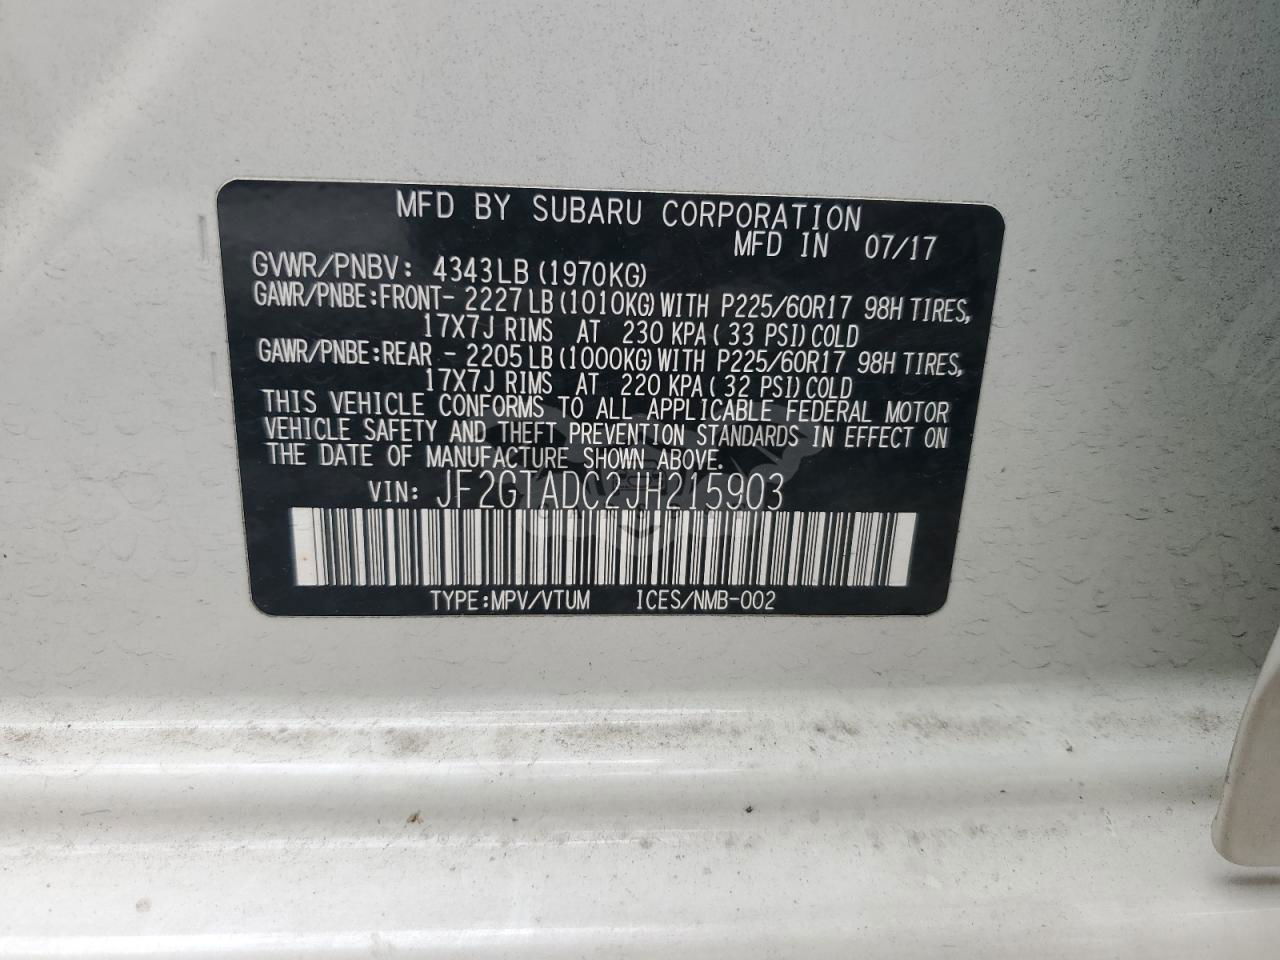 MFD BY SUBARU CORPORATION
MFD IN 07/17
GVWR/PNBV: 4343LB (1970KG)
GAWR/PNBE:FRONT- 2227 LB (1010KG) WITH P225/60R17 98H TIRES,
17X7J RIMS AT 230 KPA ( 33 PSI) COLD
GAWR/PNBE:REAR - 2205 LB (1000KG) WITH P225/60R17 98H TIRES,
17X7J RIMS AT 220 KPA ( 32 PSI) COLD
THIS VEHICLE CONFORMS TO ALL APPLICABLE FEDERAL MOTOR
VEHICLE SAFETY AND THEFT PREVENTION STANDARDS IN EFFECT ON
THE DATE OF MANUFACTURE SHOWN ABOVE.
VIN: JF2GTADC2JH215903
TYPE:MPV/VTUM ICES/NMB-002